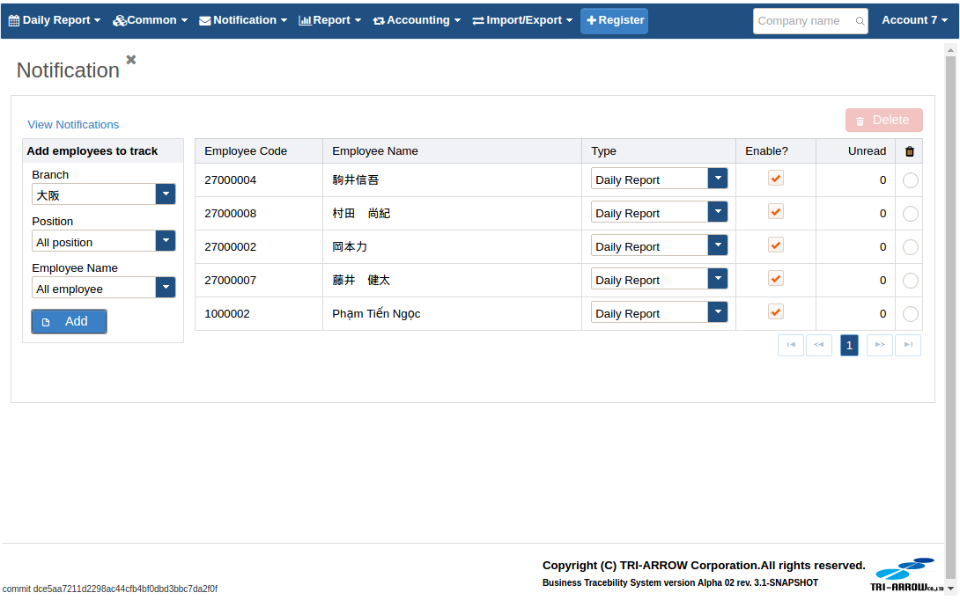 Daily Report Common Notification Report Accounting Import/Export Register Company name Account 7
Notification
View Notifications Delete
Add employees to track
Branch
大阪
Position
All position
Employee Name
All employee
Add
Employee Code Employee Name Type Enable? Unread
27000004 駒井信吾 Daily Report 0
27000008 村田 尚紀 Daily Report 0
27000002 岡本力 Daily Report 0
27000007 藤井 健太 Daily Report 0
1000002 Phạm Tiến Ngọc Daily Report 0
1
Copyright (C) TRI-ARROW Corporation.All rights reserved.
Business Tracebility System version Alpha 02 rev. 3.1-SNAPSHOT
TRI-ARROW
commit dce5aa7211d2298ac44cfb4bf0dbd3bbc7da2f0f